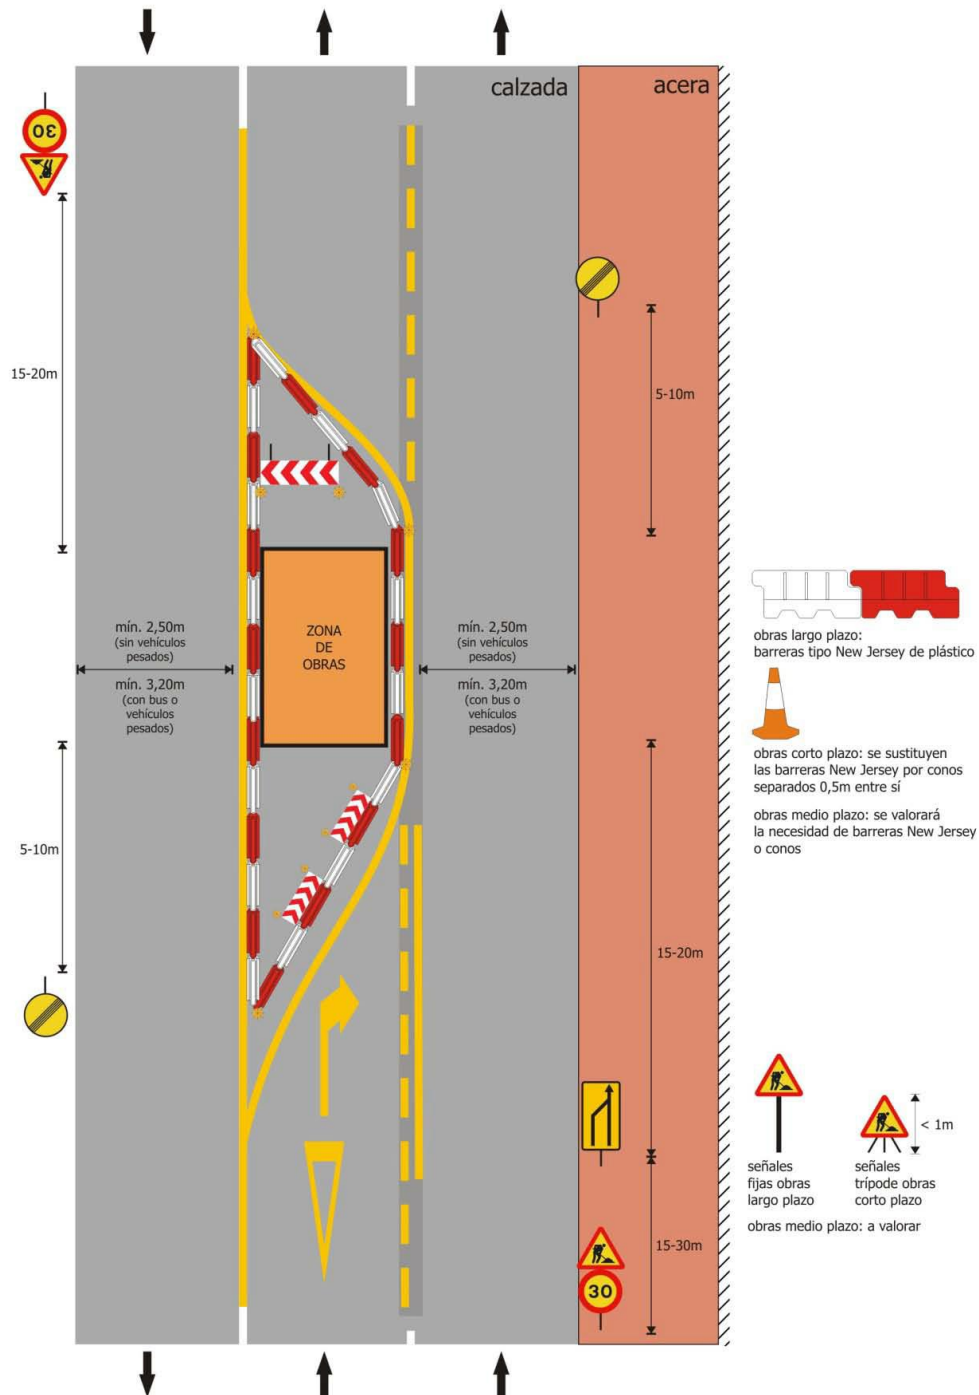 calzada
acera
30
15-20m
5-10m
mín. 2,50m
(sin vehículos
pesados)
mín. 3,20m
(con bus o
vehículos
pesados)
ZONA
DE
OBRAS
mín. 2,50m
(sin vehículos
pesados)
mín. 3,20m
(con bus o
vehículos
pesados)
obras largo plazo:
barreras tipo New Jersey de plástico
obras corto plazo: se sustituyen
las barreras New Jersey por conos
separados 0,5m entre sí
obras medio plazo: se valorará
la necesidad de barreras New Jersey
o conos
5-10m
15-20m
< 1m
señales
fijas obras
largo plazo
señales
trípode obras
corto plazo
obras medio plazo: a valorar
15-30m
30